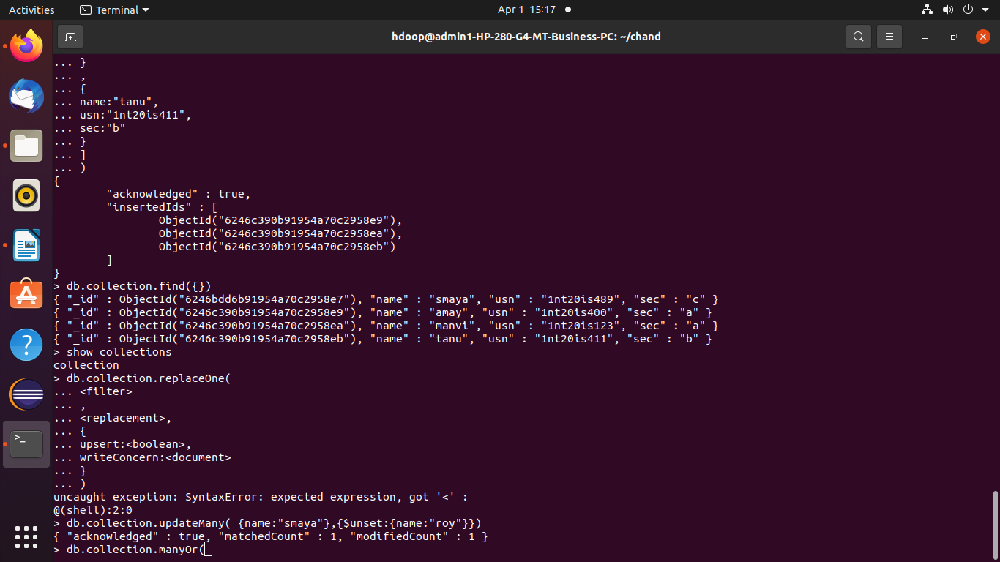 Activities Terminal Apr 1 15:17
hdoop@admin1-HP-280-G4-MT-Business-PC: ~/chand
... }
... ,
... {
... name:"tanu",
... usn:"1nt20is411",
... sec:"b"
... }
... ]
... )
{
        "acknowledged" : true,
        "insertedIds" : [
                ObjectId("6246c390b91954a70c2958e9"),
                ObjectId("6246c390b91954a70c2958ea"),
                ObjectId("6246c390b91954a70c2958eb")
        ]
}
> db.collection.find({})
{ "_id" : ObjectId("6246bdd6b91954a70c2958e7"), "name" : "smaya", "usn" : "1nt20is489", "sec" : "c" }
{ "_id" : ObjectId("6246c390b91954a70c2958e9"), "name" : "amay", "usn" : "1nt20is400", "sec" : "a" }
{ "_id" : ObjectId("6246c390b91954a70c2958ea"), "name" : "manvi", "usn" : "1nt20is123", "sec" : "a" }
{ "_id" : ObjectId("6246c390b91954a70c2958eb"), "name" : "tanu", "usn" : "1nt20is411", "sec" : "b" }
> show collections
collection
> db.collection.replaceOne(
... <filter>
... ,
... <replacement>,
... {
... upsert:<boolean>,
... writeConcern:<document>
... }
... )
uncaught exception: SyntaxError: expected expression, got '<' :
@(shell):2:0
> db.collection.updateMany( {name:"smaya"},{$unset:{name:"roy"}})
{ "acknowledged" : true, "matchedCount" : 1, "modifiedCount" : 1 }
> db.collection.manyOr(